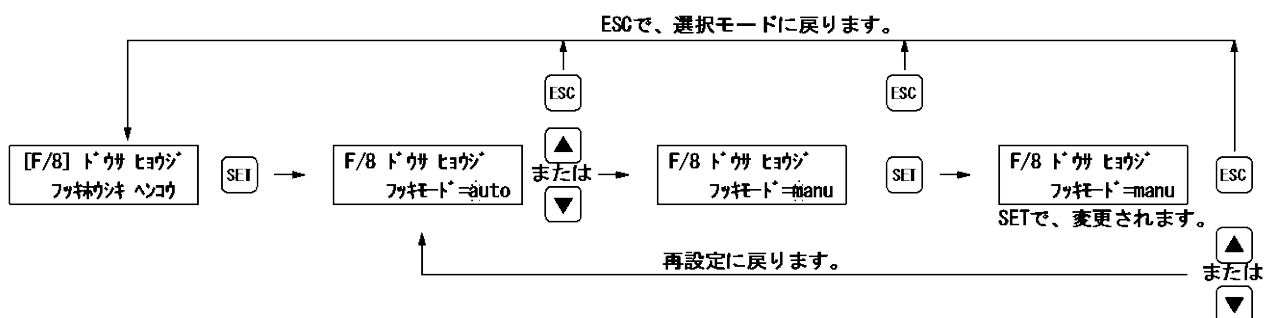 ESCで、選択モードに戻ります。
ESC
ESC
[F/8] ﾄﾞｳｻ ﾋｮｳｼﾞ
ﾌｯｷﾎｳｼｷ ﾍﾝｺｳ
SET
F/8 ﾄﾞｳｻ ﾋｮｳｼﾞ
ﾌｯｷﾓｰﾄﾞ=auto
▲
または
▼
F/8 ﾄﾞｳｻ ﾋｮｳｼﾞ
ﾌｯｷﾓｰﾄﾞ=manu
SET
F/8 ﾄﾞｳｻ ﾋｮｳｼﾞ
ﾌｯｷﾓｰﾄﾞ=manu
SETで、変更されます。
ESC
再設定に戻ります。
▲
または
▼